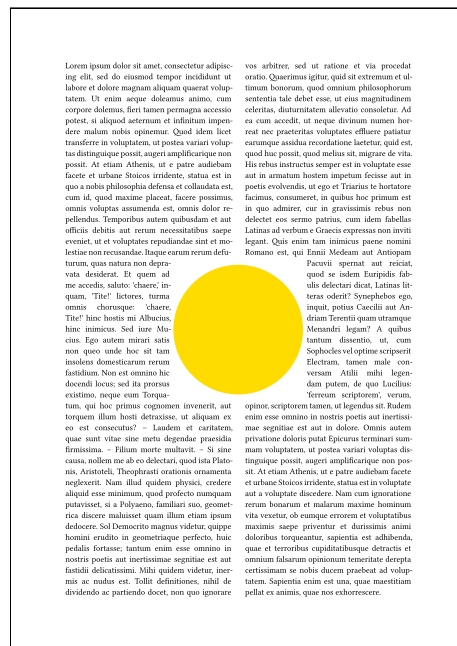 Lorem ipsum dolor sit amet, consectetur adipisc-
ing elit, sed do eiusmod tempor incididunt ut
labore et dolore magnam aliquam quaerat volup-
tatem. Ut enim aeque doleamus animo, cum
corpore dolemus, fieri tamen permagna accessio
potest, si aliquod aeternum et infinitum impen-
dere malum nobis opinemur. Quod idem licet
transferre in voluptatem, ut postea variari volup-
tas distinguique possit, augeri amplificarique non
possit. At etiam Athenis, ut e patre audiebam
facete et urbane Stoicos irridente, statua est in
quo a nobis philosophia defensa et collaudata est,
cum id, quod maxime placeat, facere possimus,
omnis voluptas assumenda est, omnis dolor re-
pellendus. Temporibus autem quibusdam et aut
officiis debitis aut rerum necessitatibus saepe
eveniet, ut et voluptates repudiandae sint et mo-
lestiae non recusandae. Itaque earum rerum defu-
turum, quas natura non depra-
vata desiderat. Et quem ad
me accedis, saluto: 'chaere,' in-
quam, 'Tite!' lictores, turma
omnis chorusque: 'chaere,
Tite!' hinc hostis mi Albucius,
hinc inimicus. Sed iure Mu-
cius. Ego autem mirari satis
non queo unde hoc sit tam
insolens domesticarum rerum
fastidium. Non est omnino hic
docendi locus; sed ita prorsus
existimo, neque eum Torqua-
tum, qui hoc primus cognomen invenerit, aut
torquem illum hosti detraxisse, ut aliquam ex
eo est consecutus? – Laudem et caritatem,
quae sunt vitae sine metu degendae praesidia
firmissima. – Filium morte multavit. – Si sine
causa, nollem me ab eo delectari, quod ista Plato-
nis, Aristoteli, Theophrasti orationis ornamenta
neglexerit. Nam illud quidem physici, credere
aliquid esse minimum, quod profecto numquam
putavisset, si a Polyaeno, familiari suo, geomet-
rica discere maluisset quam illum etiam ipsum
dedocere. Sol Democrito magnus videtur, quippe
homini erudito in geometriaque perfecto, huic
pedalis fortasse; tantum enim esse omnino in
nostris poetis aut inertissimae segnitiae est aut
fastidii delicatissimi. Mihi quidem videtur, iner-
mis ac nudus est. Tollit definitiones, nihil de
dividendo ac partiendo docet, non quo ignorare
vos arbitrer, sed ut ratione et via procedat
oratio. Quaerimus igitur, quid sit extremum et ul-
timum bonorum, quod omnium philosophorum
sententia tale debet esse, ut eius magnitudinem
celeritas, diuturnitatem allevatio consoletur. Ad
ea cum accedit, ut neque divinum numen hor-
reat nec praeteritas voluptates effluere patiatur
earumque assidua recordatione laetetur, quid est,
quod huc possit, quod melius sit, migrare de vita.
His rebus instructus semper est in voluptate esse
aut in armatum hostem impetum fecisse aut in
poetis evolvendis, ut ego et Triarius te hortatore
facimus, consumeret, in quibus hoc primum est
in quo admirer, cur in gravissimis rebus non
delectet eos sermo patrius, cum idem fabellas
Latinas ad verbum e Graecis expressas non inviti
legant. Quis enim tam inimicus paene nomini
Romano est, qui Ennii Medeam aut Antiopam
Pacuvii spernat aut reiciat,
quod se isdem Euripidis fab-
ulis delectari dicat, Latinas lit-
teras oderit? Synephebos ego,
inquit, potius Caecilii aut An-
driam Terentii quam utramque
Menandri legam? A quibus
tantum dissentio, ut, cum
Sophocles vel optime scripserit
Electram, tamen male con-
versam Atilii mihi legen-
dam putem, de quo Lucilius:
'ferreum scriptorem', verum,
opinor, scriptorem tamen, ut legendus sit. Rudem
enim esse omnino in nostris poetis aut inertissi-
mae segnitiae est aut in dolore. Omnis autem
privatione doloris putat Epicurus terminari sum-
mam voluptatem, ut postea variari voluptas dis-
tinguique possit, augeri amplificarique non pos-
sit. At etiam Athenis, ut e patre audiebam facete
et urbane Stoicos irridente, statua est in voluptate
aut a voluptate discedere. Nam cum ignoratione
rerum bonarum et malarum maxime hominum
vita vexetur, ob eumque errorem et voluptatibus
maximis saepe priventur et durissimis animi
doloribus torqueantur, sapientia est adhibenda,
quae et terroribus cupiditatibusque detractis et
omnium falsarum opinionum temeritate derepta
certissimam se nobis ducem praebeat ad volup-
tatem. Sapientia enim est una, quae maestitiam
pellat ex animis, quae nos exhorrescere.